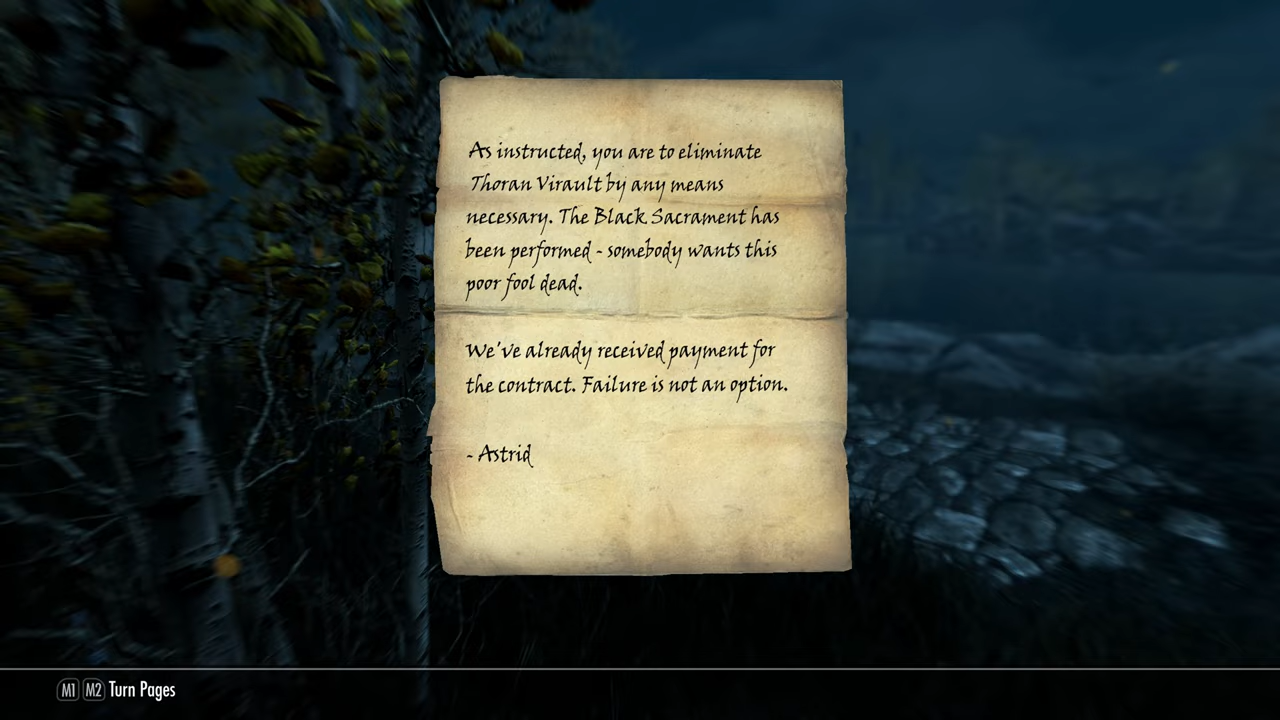 As instructed, you are to eliminate
Thoran Virault by any means
necessary. The Black Sacrament has
been performed - somebody wants this
poor fool dead.
We've already received payment for
the contract. Failure is not an option.
- Astrid
M1 M2 Turn Pages